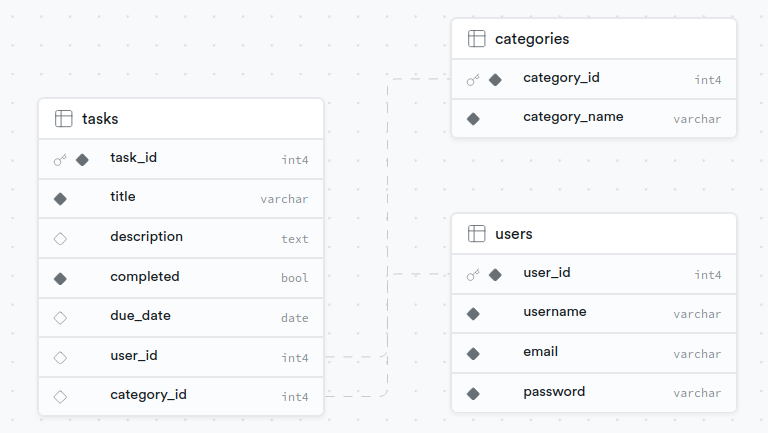 tasks
task_id int4
title varchar
description text
completed bool
due_date date
user_id int4
category_id int4
categories
category_id int4
category_name varchar
users
user_id int4
username varchar
email varchar
password varchar